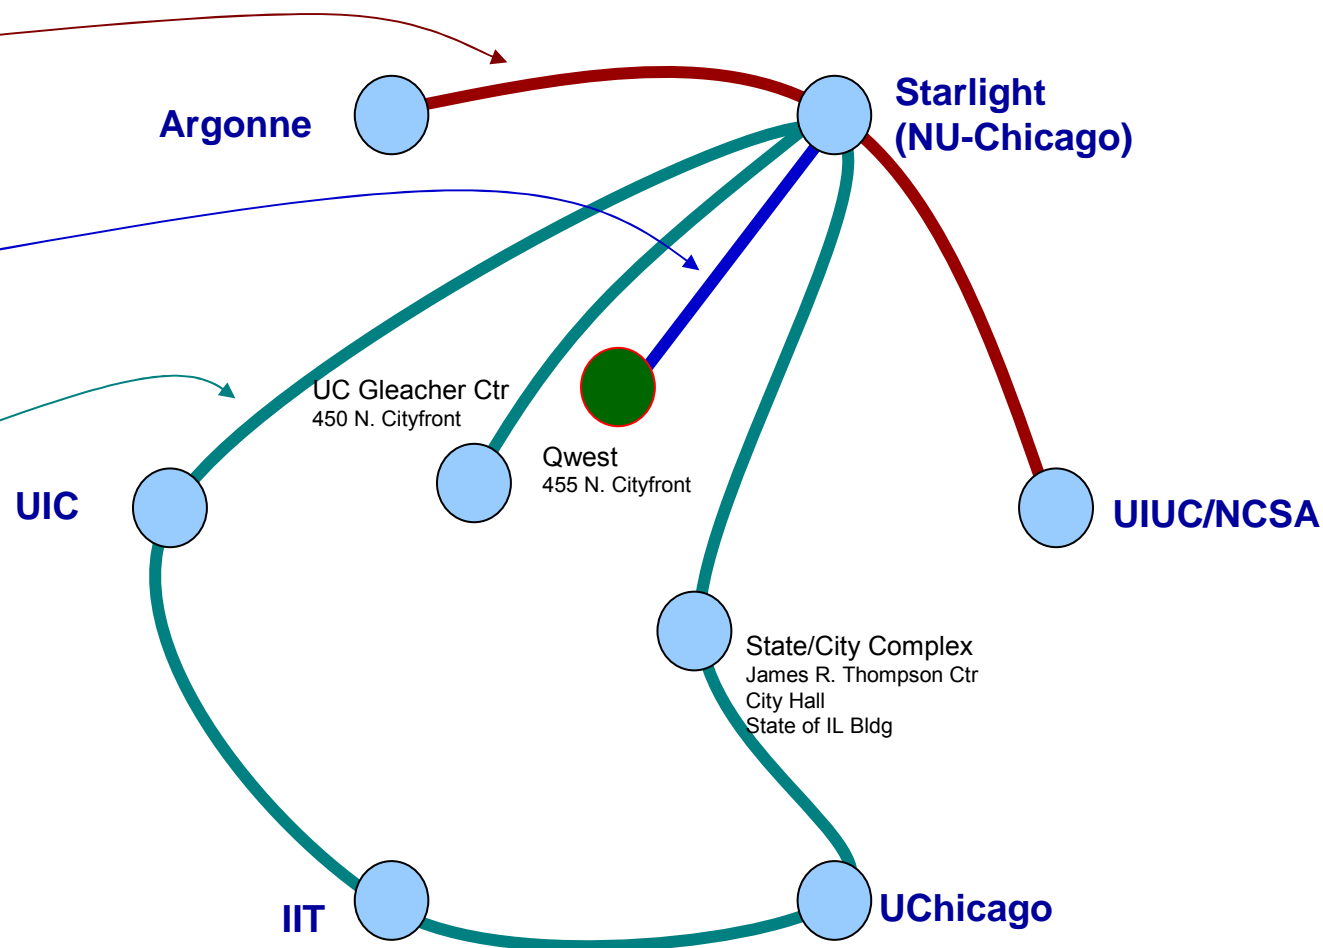 Starlight
(NU-Chicago)
Argonne
UC Gleacher Ctr
450 N. Cityfront
Qwest
455 N. Cityfront
UIC
UIUC/NCSA
State/City Complex
James R. Thompson Ctr
City Hall
State of IL Bldg
IIT
UChicago